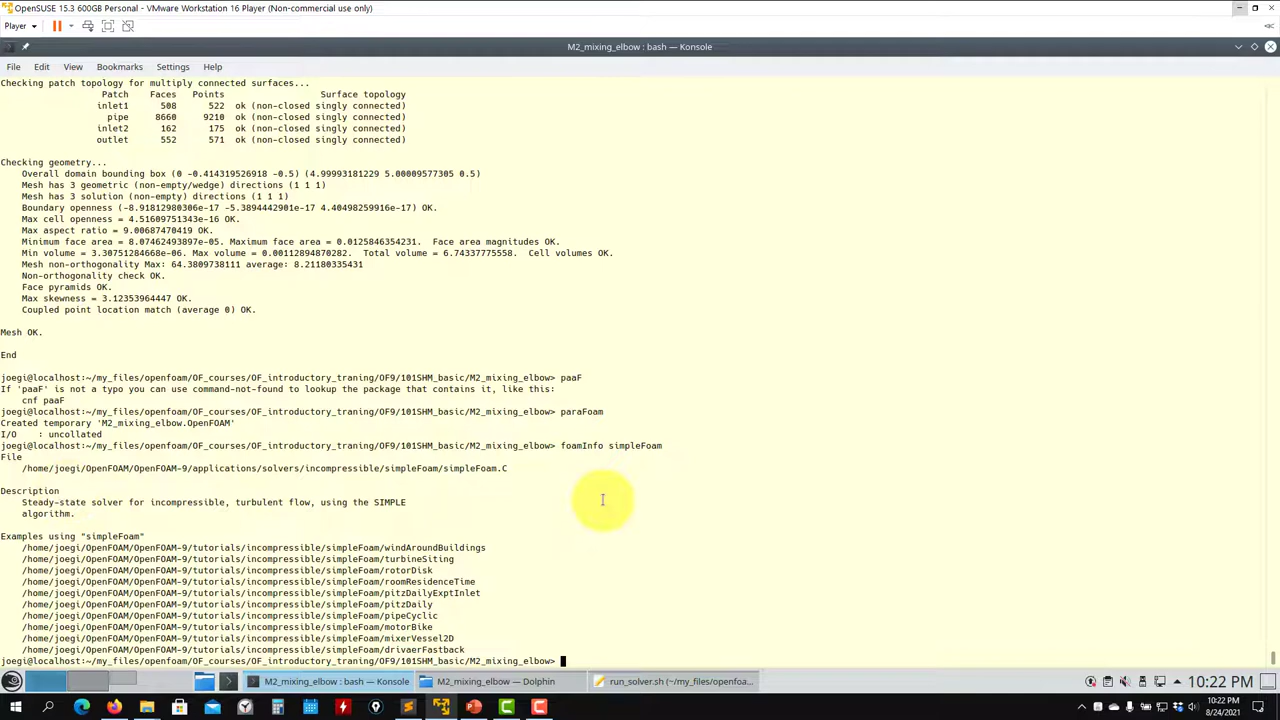 OpenSUSE 15.3 600GB Personal - VMware Workstation 16 Player (Non-commercial use only)
Player
M2_mixing_elbow : bash — Konsole
File Edit View Bookmarks Settings Help
Checking patch topology for multiply connected surfaces...
Patch Faces Points Surface topology
inlet1 508 522 ok (non-closed singly connected)
pipe 8660 9210 ok (non-closed singly connected)
inlet2 162 175 ok (non-closed singly connected)
outlet 552 571 ok (non-closed singly connected)
Checking geometry...
Overall domain bounding box (0 -0.414319526918 -0.5) (4.99993181229 5.00009577305 0.5)
Mesh has 3 geometric (non-empty/wedge) directions (1 1 1)
Mesh has 3 solution (non-empty) directions (1 1 1)
Boundary openness (-8.91812980306e-17 -5.3894442901e-17 4.40498259916e-17) OK.
Max cell openness = 4.51609751343e-16 OK.
Max aspect ratio = 9.00687470419 OK.
Minimum face area = 8.07462493897e-05. Maximum face area = 0.0125846354231. Face area magnitudes OK.
Min volume = 3.30751284668e-06. Max volume = 0.00112894870282. Total volume = 6.74337775558. Cell volumes OK.
Mesh non-orthogonality Max: 64.3809738111 average: 8.21180335431
Non-orthogonality check OK.
Face pyramids OK.
Max skewness = 3.12353964447 OK.
Coupled point location match (average 0) OK.
Mesh OK.
End
joegi@localhost:~/my_files/openfoam/OF_courses/OF_introductory_traning/OF9/101SHM_basic/M2_mixing_elbow> paaF
If 'paaF' is not a typo you can use command-not-found to lookup the package that contains it, like this:
cnf paaF
joegi@localhost:~/my_files/openfoam/OF_courses/OF_introductory_traning/OF9/101SHM_basic/M2_mixing_elbow> paraFoam
Created temporary 'M2_mixing_elbow.OpenFOAM'
I/O : uncollated
joegi@localhost:~/my_files/openfoam/OF_courses/OF_introductory_traning/OF9/101SHM_basic/M2_mixing_elbow> foamInfo simpleFoam
File
/home/joegi/OpenFOAM/OpenFOAM-9/applications/solvers/incompressible/simpleFoam/simpleFoam.C
Description
Steady-state solver for incompressible, turbulent flow, using the SIMPLE
algorithm.
Examples using "simpleFoam"
/home/joegi/OpenFOAM/OpenFOAM-9/tutorials/incompressible/simpleFoam/windAroundBuildings
/home/joegi/OpenFOAM/OpenFOAM-9/tutorials/incompressible/simpleFoam/turbineSiting
/home/joegi/OpenFOAM/OpenFOAM-9/tutorials/incompressible/simpleFoam/rotorDisk
/home/joegi/OpenFOAM/OpenFOAM-9/tutorials/incompressible/simpleFoam/roomResidenceTime
/home/joegi/OpenFOAM/OpenFOAM-9/tutorials/incompressible/simpleFoam/pitzDailyExptInlet
/home/joegi/OpenFOAM/OpenFOAM-9/tutorials/incompressible/simpleFoam/pitzDaily
/home/joegi/OpenFOAM/OpenFOAM-9/tutorials/incompressible/simpleFoam/pipeCyclic
/home/joegi/OpenFOAM/OpenFOAM-9/tutorials/incompressible/simpleFoam/motorBike
/home/joegi/OpenFOAM/OpenFOAM-9/tutorials/incompressible/simpleFoam/mixerVessel2D
/home/joegi/OpenFOAM/OpenFOAM-9/tutorials/incompressible/simpleFoam/drivaerFastback
joegi@localhost:~/my_files/openfoam/OF_courses/OF_introductory_traning/OF9/101SHM_basic/M2_mixing_elbow>
M2_mixing_elbow : bash — Konsole M2_mixing_elbow — Dolphin run_solver.sh (~/my_files/openfoa... 10:22 PM
10:22 PM
8/24/2021